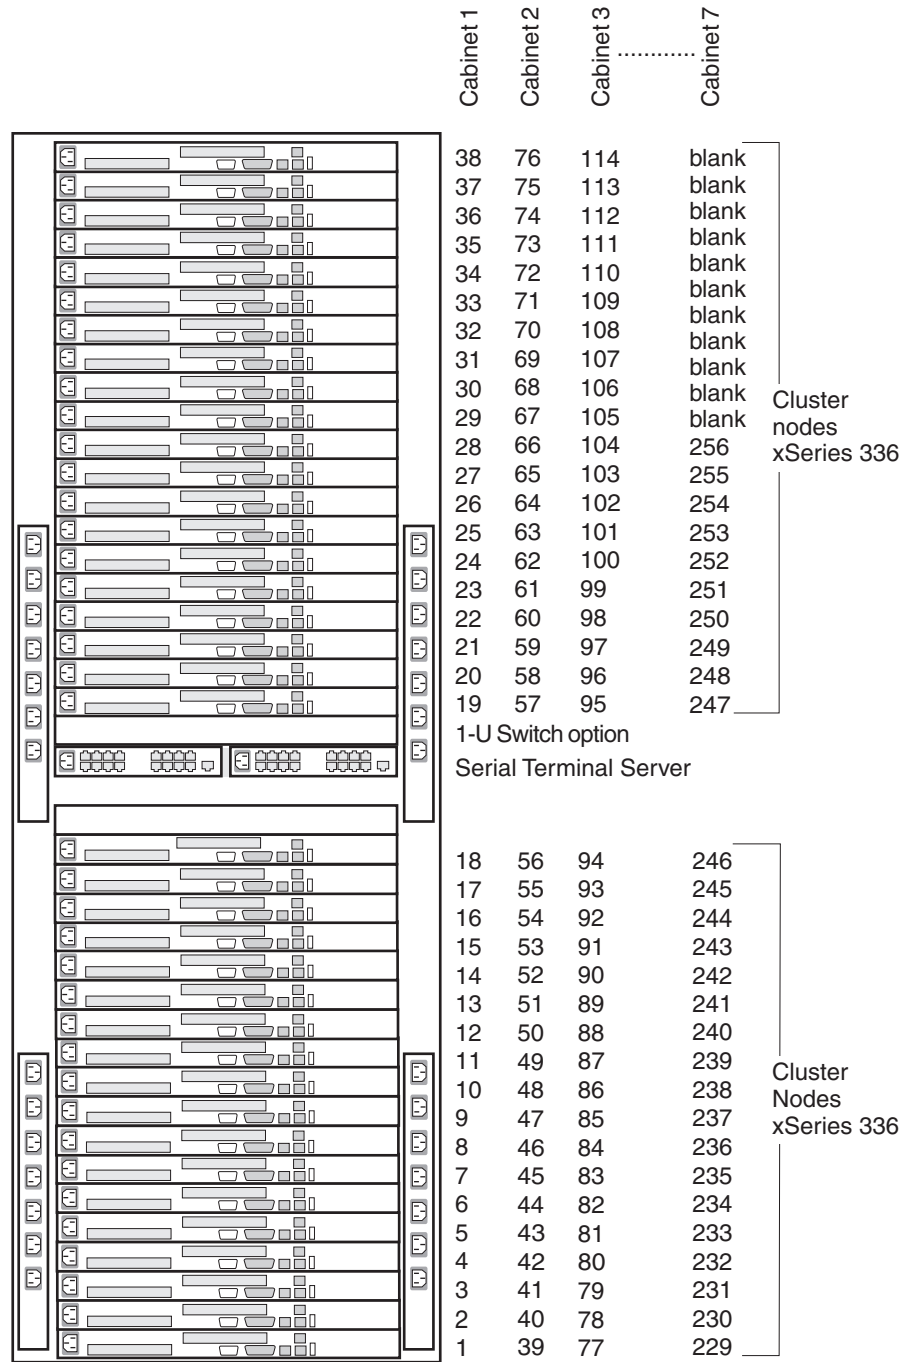 Cabinet 1 Cabinet 2 Cabinet 3 ............ Cabinet 7
38 76 114 blank
37 75 113 blank
36 74 112 blank
35 73 111 blank
34 72 110 blank
blank
33 71 109 blank
32 70 108 blank
31 69 107 blank
30 68 106 blank
29 67 105 blank
28 66 104 256
27 65 103 255
26 64 102 254
25 63 101 253
24 62 100 252
23 61 99 251
22 60 98 250
21 59 97 249
20 58 96 248
19 57 95 247
Cluster
nodes
xSeries 336
1-U Switch option
Serial Terminal Server
18 56 94 246
17 55 93 245
16 54 92 244
15 53 91 243
14 52 90 242
13 51 89 241
12 50 88 240
11 49 87 239
10 48 86 238
9 47 85 237
8 46 84 236
7 45 83 235
6 44 82 234
5 43 81 233
4 42 80 232
3 41 79 231
2 40 78 230
1 39 77 229
Cluster
Nodes
xSeries 336